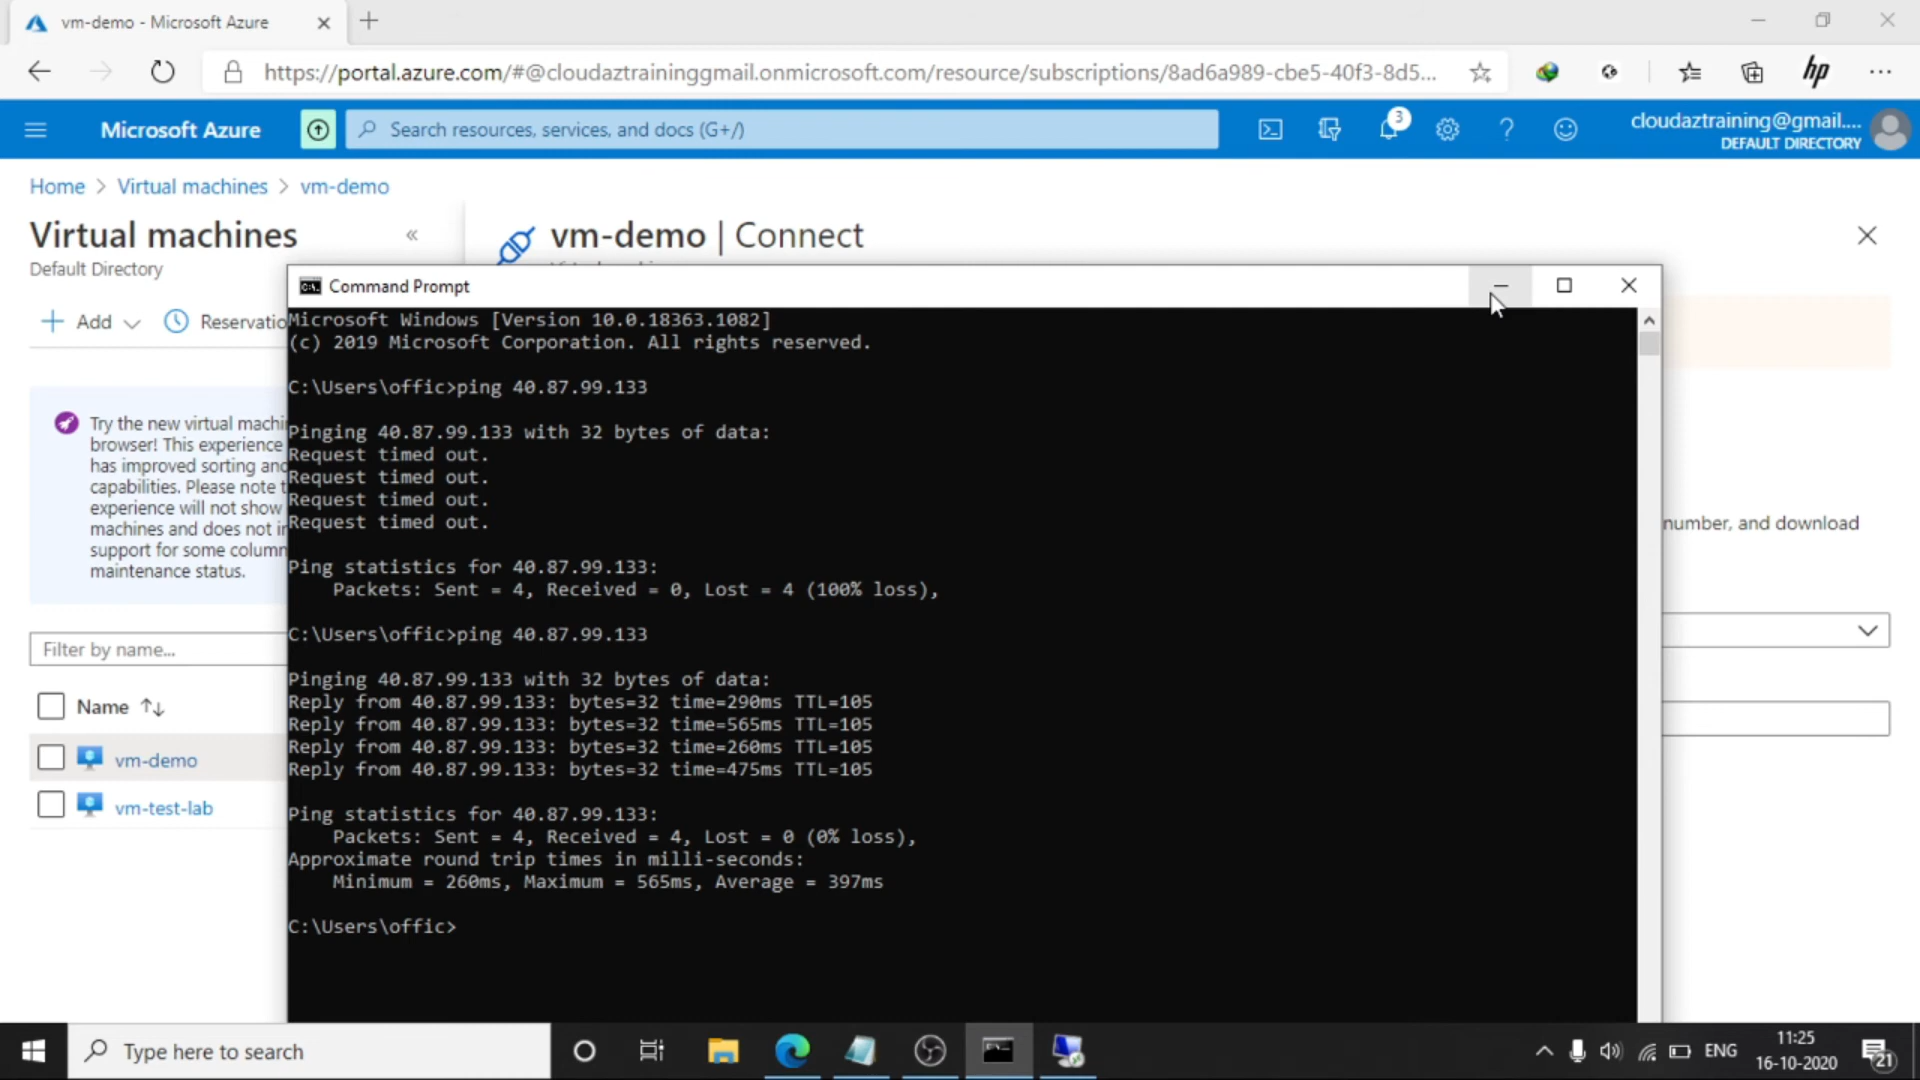 vm-demo - Microsoft Azure
https://portal.azure.com/#@cloudaztraininggmail.onmicrosoft.com/resource/subscriptions/8ad6a989-cbe5-40f3-8d5...
hp
Microsoft Azure
Search resources, services, and docs (G+/)
3
cloudaztraining@gmail....
DEFAULT DIRECTORY
Home > Virtual machines > vm-demo
Virtual machines
Default Directory
«
vm-demo | Connect
Add
Reservatio
Try the new virtual machi
browser! This experience
has improved sorting and
capabilities. Please note t
experience will not show
machines and does not i
support for some column
maintenance status.
Filter by name...
Name
vm-demo
vm-test-lab
number, and download
Command Prompt
Microsoft Windows [Version 10.0.18363.1082]
(c) 2019 Microsoft Corporation. All rights reserved.
C:\Users\offic>ping 40.87.99.133
Pinging 40.87.99.133 with 32 bytes of data:
Request timed out.
Request timed out.
Request timed out.
Request timed out.
Ping statistics for 40.87.99.133:
Packets: Sent = 4, Received = 0, Lost = 4 (100% loss),
C:\Users\offic>ping 40.87.99.133
Pinging 40.87.99.133 with 32 bytes of data:
Reply from 40.87.99.133: bytes=32 time=290ms TTL=105
Reply from 40.87.99.133: bytes=32 time=565ms TTL=105
Reply from 40.87.99.133: bytes=32 time=260ms TTL=105
Reply from 40.87.99.133: bytes=32 time=475ms TTL=105
Ping statistics for 40.87.99.133:
Packets: Sent = 4, Received = 4, Lost = 0 (0% loss),
Approximate round trip times in milli-seconds:
Minimum = 260ms, Maximum = 565ms, Average = 397ms
C:\Users\offic>
Type here to search
ENG
11:25
16-10-2020
21